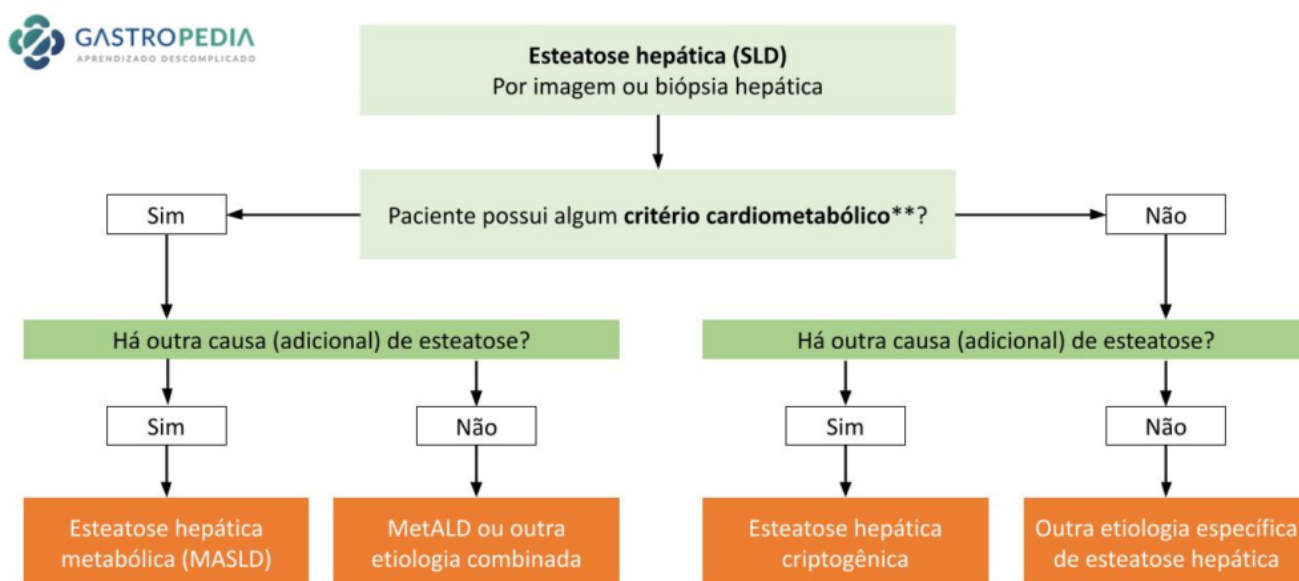 GASTROPEDIA
APRENDIZADO DESCOMPLICADO
Esteatose hepática (SLD)
Por imagem ou biópsia hepática
Sim
Paciente possui algum critério cardiometabólico**?
Não
Há outra causa (adicional) de esteatose?
Há outra causa (adicional) de esteatose?
Sim
Não
Sim
Não
Esteatose hepática
metabólica (MASLD)
MetALD ou outra
etiologia combinada
Esteatose hepática
criptogênica
Outra etiologia específica
de esteatose hepática